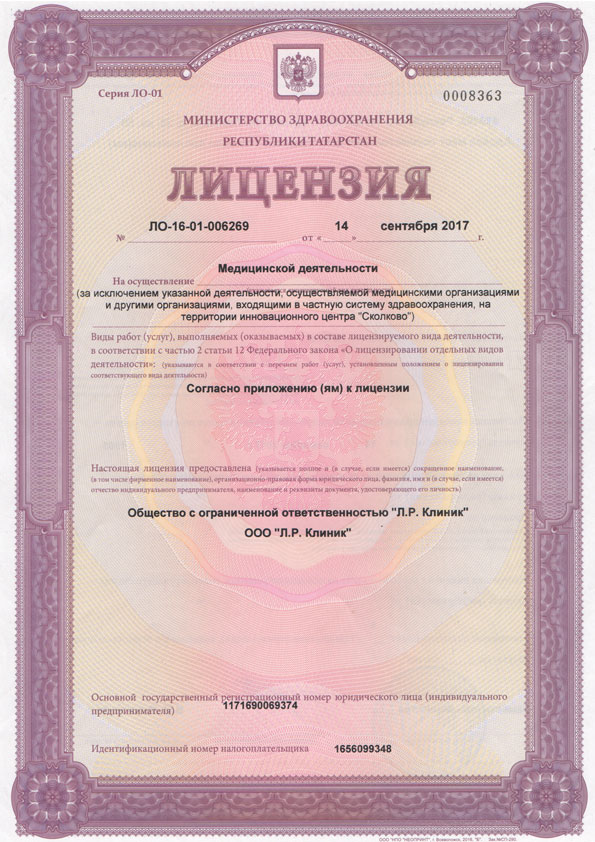 Серия ЛО-01
0008363
МИНИСТЕРСТВО ЗДРАВООХРАНЕНИЯ
РЕСПУБЛИКИ ТАТАРСТАН
ЛИЦЕНЗИЯ
№ ЛО-16-01-006269 от « 14 » сентября 2017 г.
На осуществление Медицинской деятельности
(за исключением указанной деятельности, осуществляемой медицинскими организациями
и другими организациями, входящими в частную систему здравоохранения, на
территории инновационного центра "Сколково")
Виды работ (услуг), выполняемых (оказываемых) в составе лицензируемого вида деятельности,
в соответствии с частью 2 статьи 12 Федерального закона «О лицензировании отдельных видов
деятельности»: (указываются в соответствии с перечнем работ (услуг), установленным положением о лицензировании
соответствующего вида деятельности)
Согласно приложению (ям) к лицензии
Настоящая лицензия предоставлена (указывается полное и (в случае, если имеется) сокращенное наименование,
(в том числе фирменное наименование), организационно-правовая форма юридического лица, фамилия, имя и (в случае, если имеется)
отчество индивидуального предпринимателя, наименование и реквизиты документа, удостоверяющего его личность)
Общество с ограниченной ответственностью "Л.Р. Клиник"
ООО "Л.Р. Клиник"
Основной государственный регистрационный номер юридического лица (индивидуального
предпринимателя) 1171690069374
Идентификационный номер налогоплательщика 1656099348